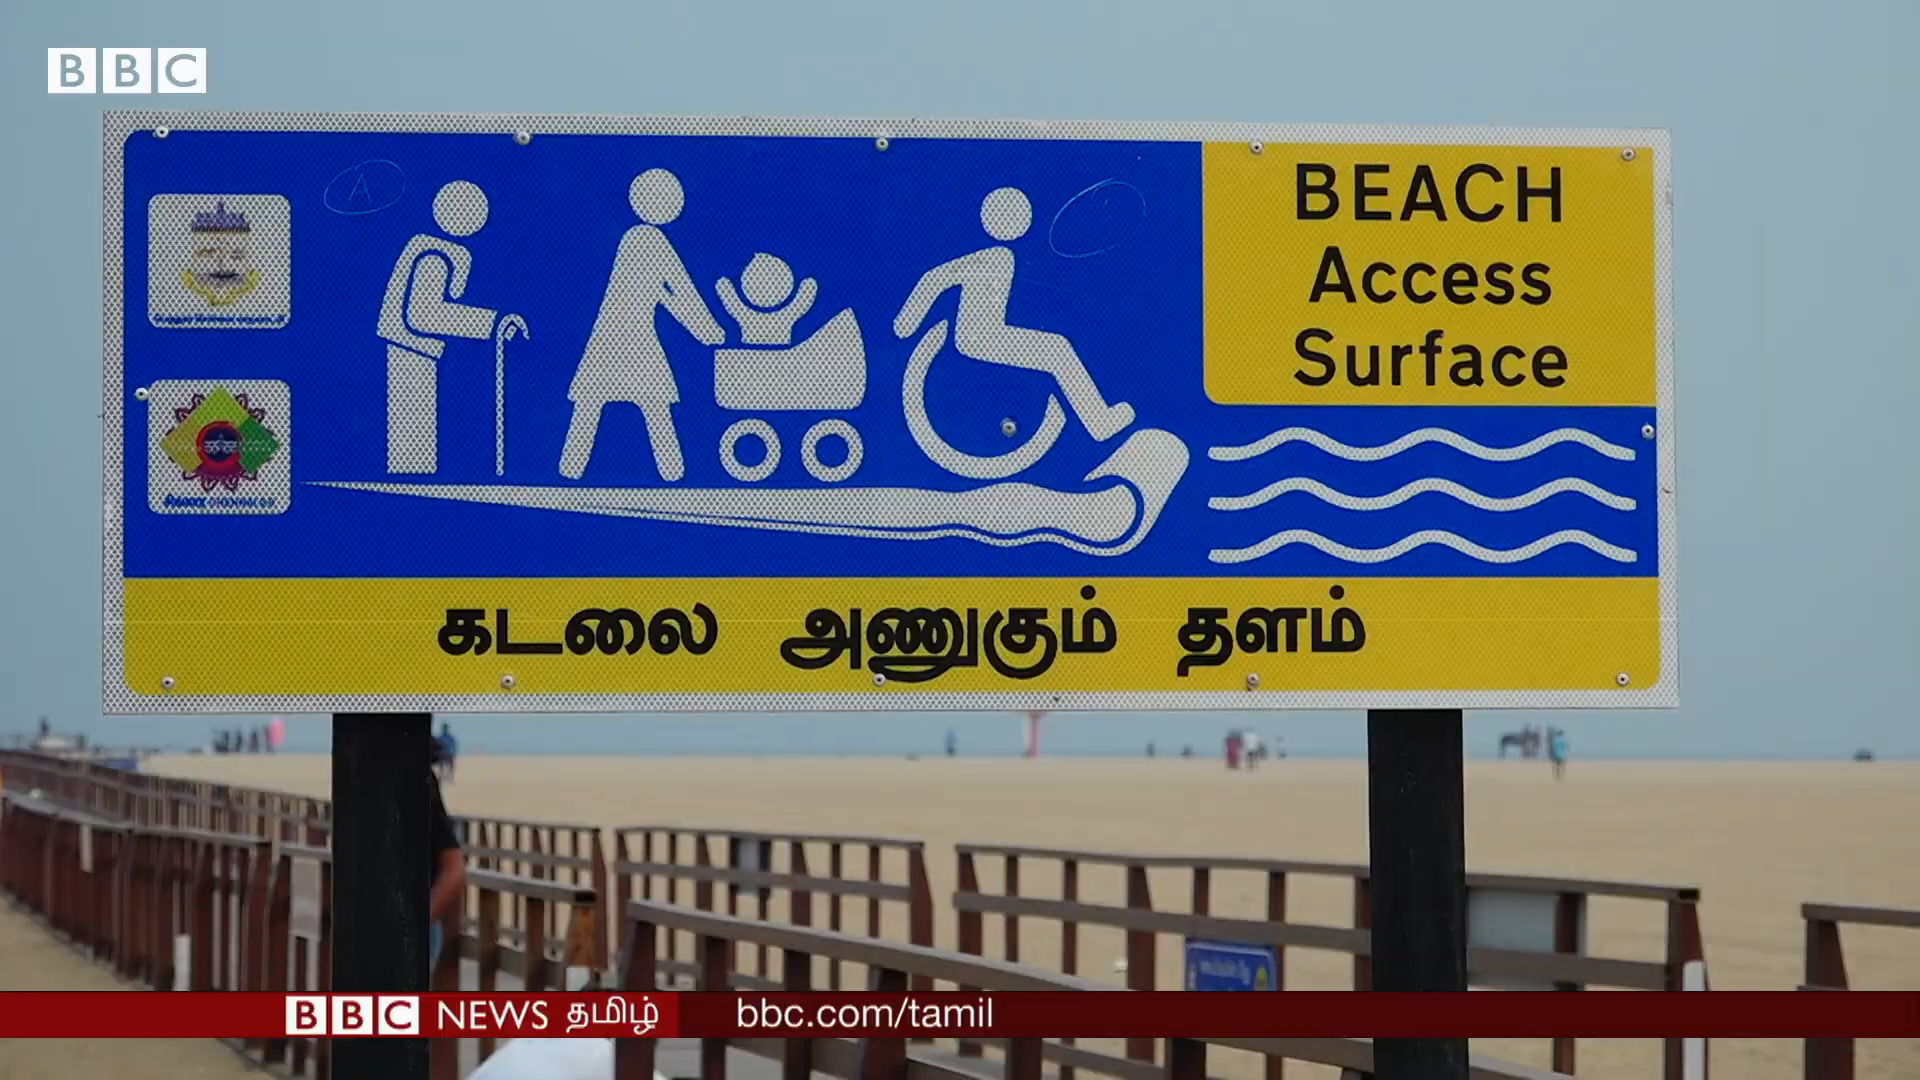 BBC
BEACH
Access
Surface
கடலை அணுகும் தளம்
BBC NEWS தமிழ் bbc.com/tamil